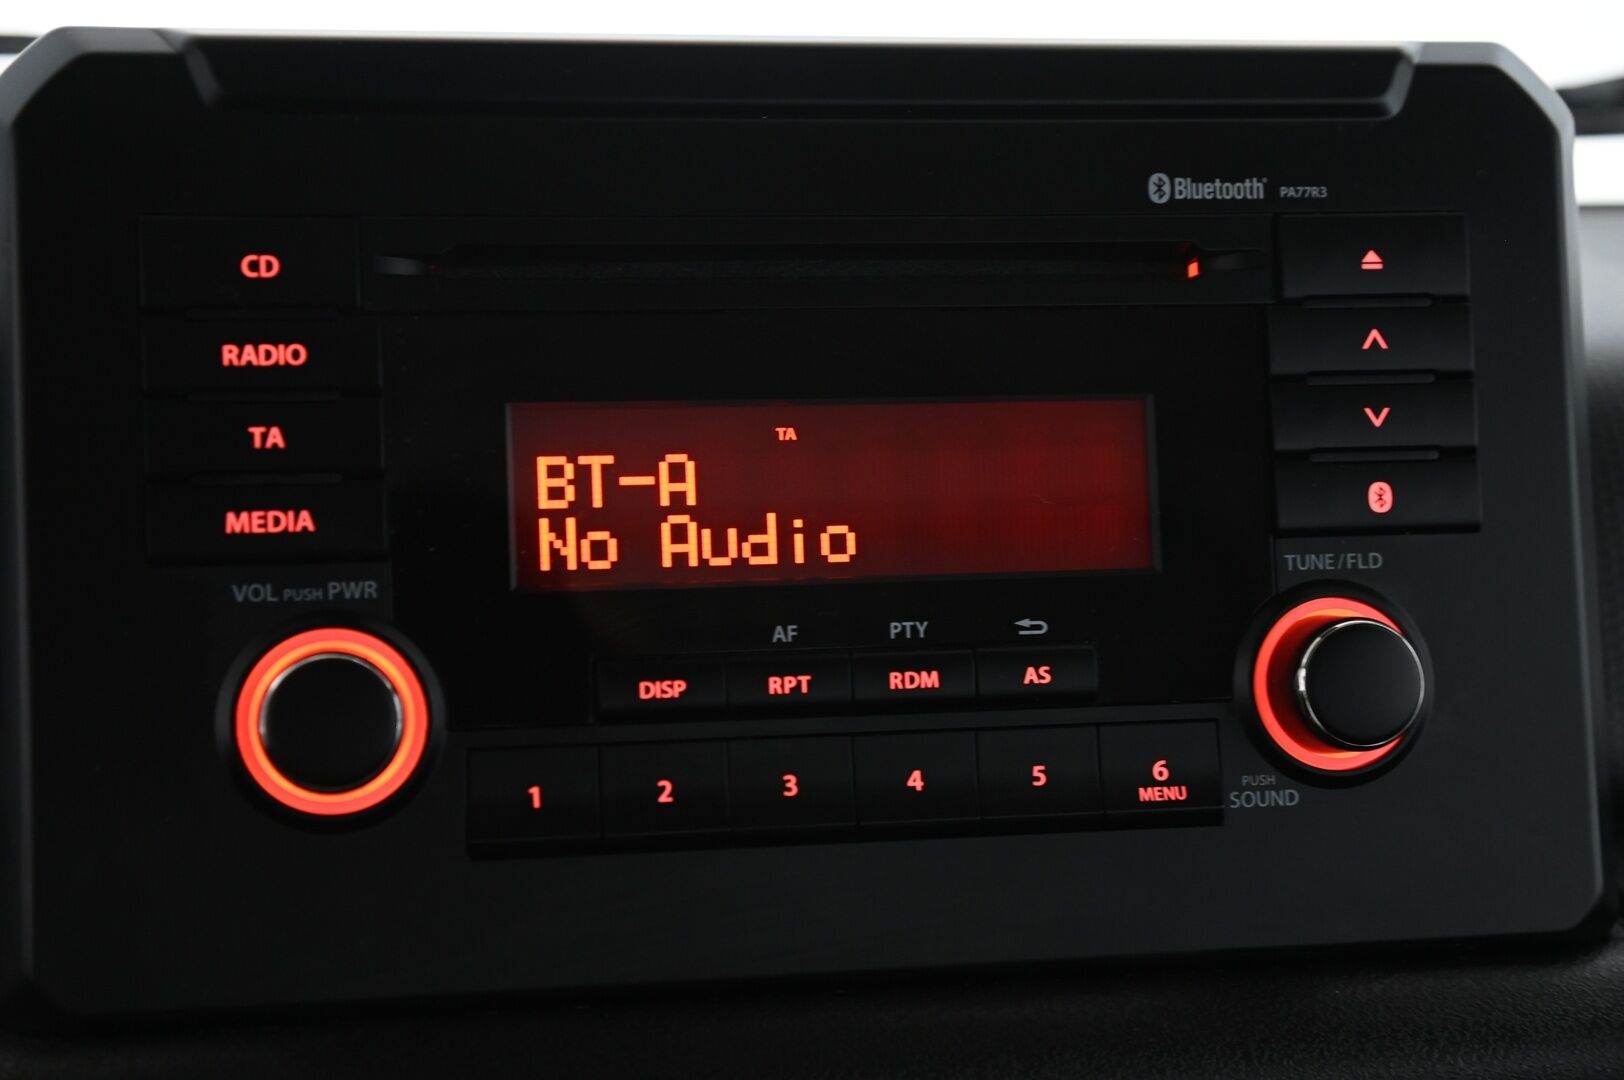 Bluetooth® PA77R3
CD
RADIO
TA
MEDIA
TA
BT-A
No Audio
VOL PUSH PWR
TUNE/FLD
AF PTY
DISP RPT RDM AS
1 2 3 4 5 6
MENU
PUSH
SOUND